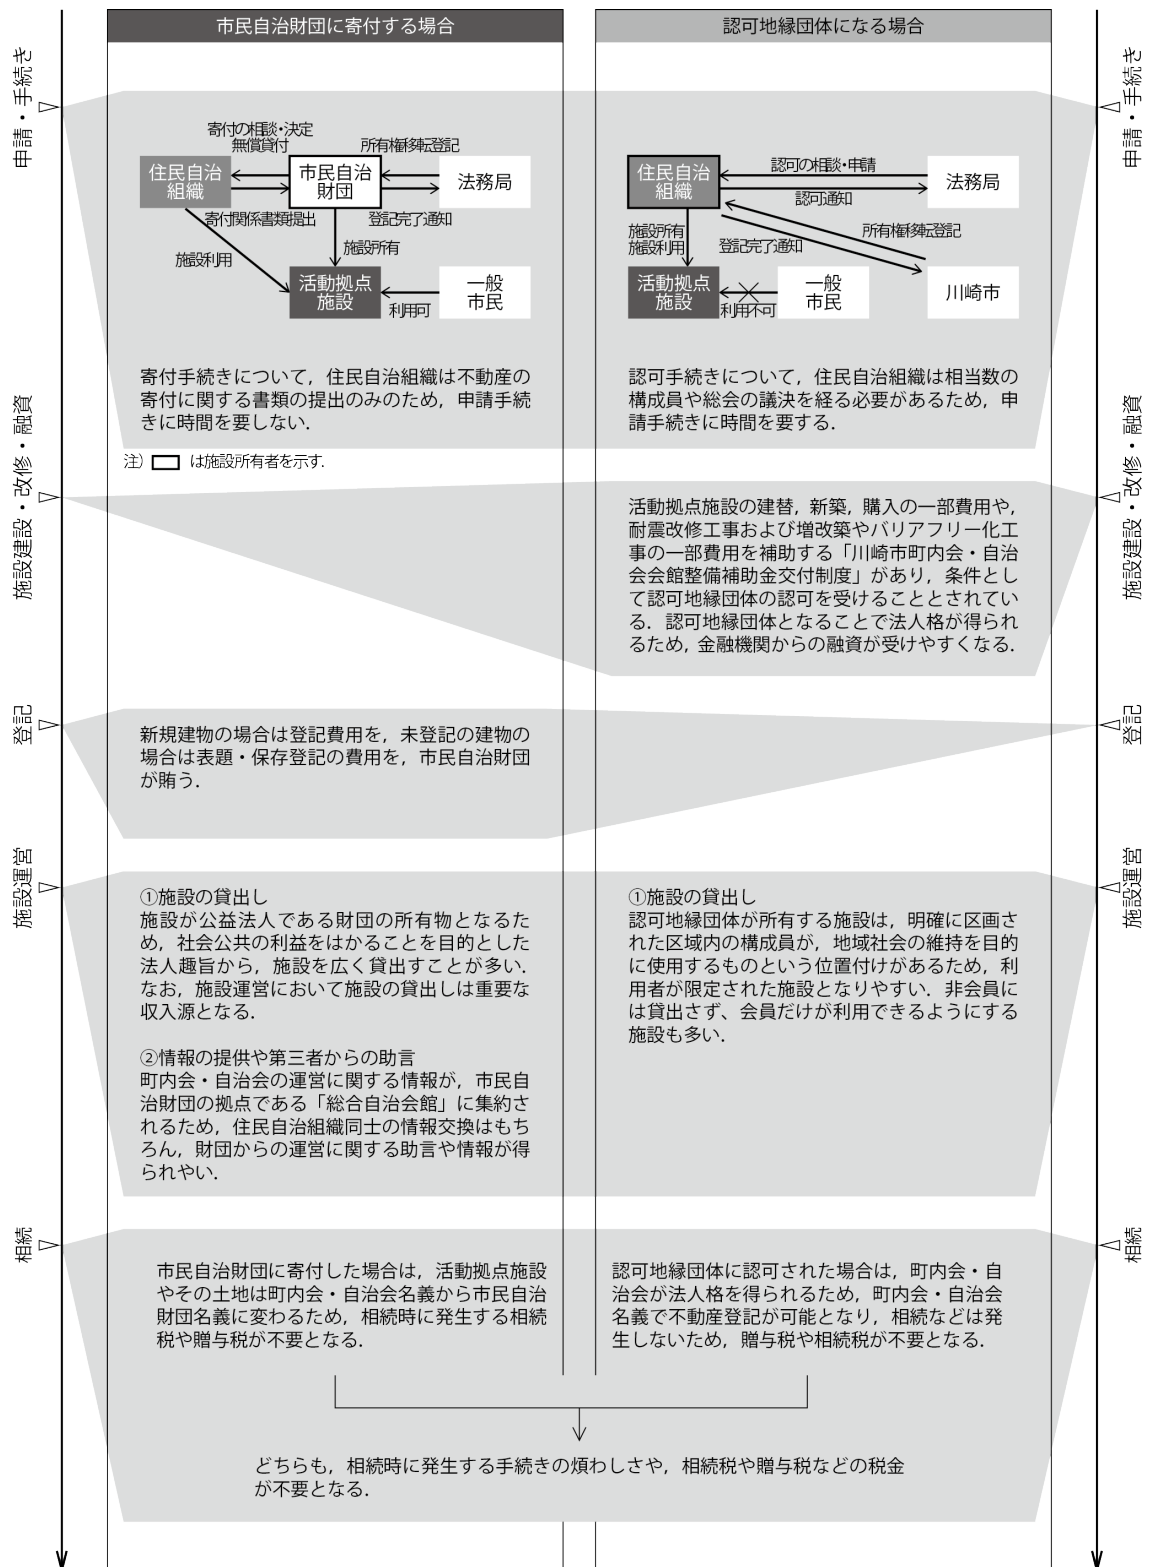 市民自治財団に寄付する場合
認可地縁団体になる場合
申請・手続き
申請・手続き
寄付の相談・決定
無償貸付
所有権移転登記
住民自治
組織
市民自治
財団
法務局
寄付関係書類提出
登記完了通知
施設利用
施設所有
活動拠点
施設
一般
市民
利用可
寄付手続きについて，住民自治組織は不動産の
寄付に関する書類の提出のみのため，申請手続
きに時間を要しない．
注） は施設所有者を示す．
住民自治
組織
認可の相談・申請
認可通知
法務局
施設所有
施設利用
登記完了通知
所有権移転登記
活動拠点
施設
利用不可
一般
市民
川崎市
認可手続きについて，住民自治組織は相当数の
構成員や総会の議決を経る必要があるため，申
請手続きに時間を要する．
施設建設・改修・融資
施設建設・改修・融資
活動拠点施設の建替，新築，購入の一部費用や，
耐震改修工事および増改築やバリアフリー化工
事の一部費用を補助する「川崎市町内会・自治
会会館整備補助金交付制度」があり，条件とし
て認可地縁団体の認可を受けることとされてい
る．認可地縁団体となることで法人格が得られ
るため，金融機関からの融資が受けやすくなる．
登記
登記
新規建物の場合は登記費用を，未登記の建物の
場合は表題・保存登記の費用を，市民自治財団
が賄う．
施設運営
施設運営
①施設の貸出し
施設が公益法人である財団の所有物となるた
め，社会公共の利益をはかることを目的とした
法人趣旨から，施設を広く貸出すことが多い．
なお，施設運営において施設の貸出しは重要な
収入源となる．
②情報の提供や第三者からの助言
町内会・自治会の運営に関する情報が，市民自
治財団の拠点である「総合自治会館」に集約さ
れるため，住民自治組織同士の情報交換はもち
ろん，財団からの運営に関する助言や情報が得
られやい．
①施設の貸出し
認可地縁団体が所有する施設は，明確に区画さ
れた区域内の構成員が，地域社会の維持を目的
に使用するものという位置付けがあるため，利
用者が限定された施設となりやすい．非会員に
は貸出さず、会員だけが利用できるようにする
施設も多い．
相続
相続
市民自治財団に寄付した場合は，活動拠点施設
やその土地は町内会・自治会名義から市民自治
財団名義に変わるため，相続時に発生する相続
税や贈与税が不要となる．
認可地縁団体に認可された場合は，町内会・自
治会が法人格を得られるため，町内会・自治会
名義で不動産登記が可能となり，相続などは発
生しないため，贈与税や相続税が不要となる．
どちらも，相続時に発生する手続きの煩わしさや，相続税や贈与税などの税金
が不要となる．